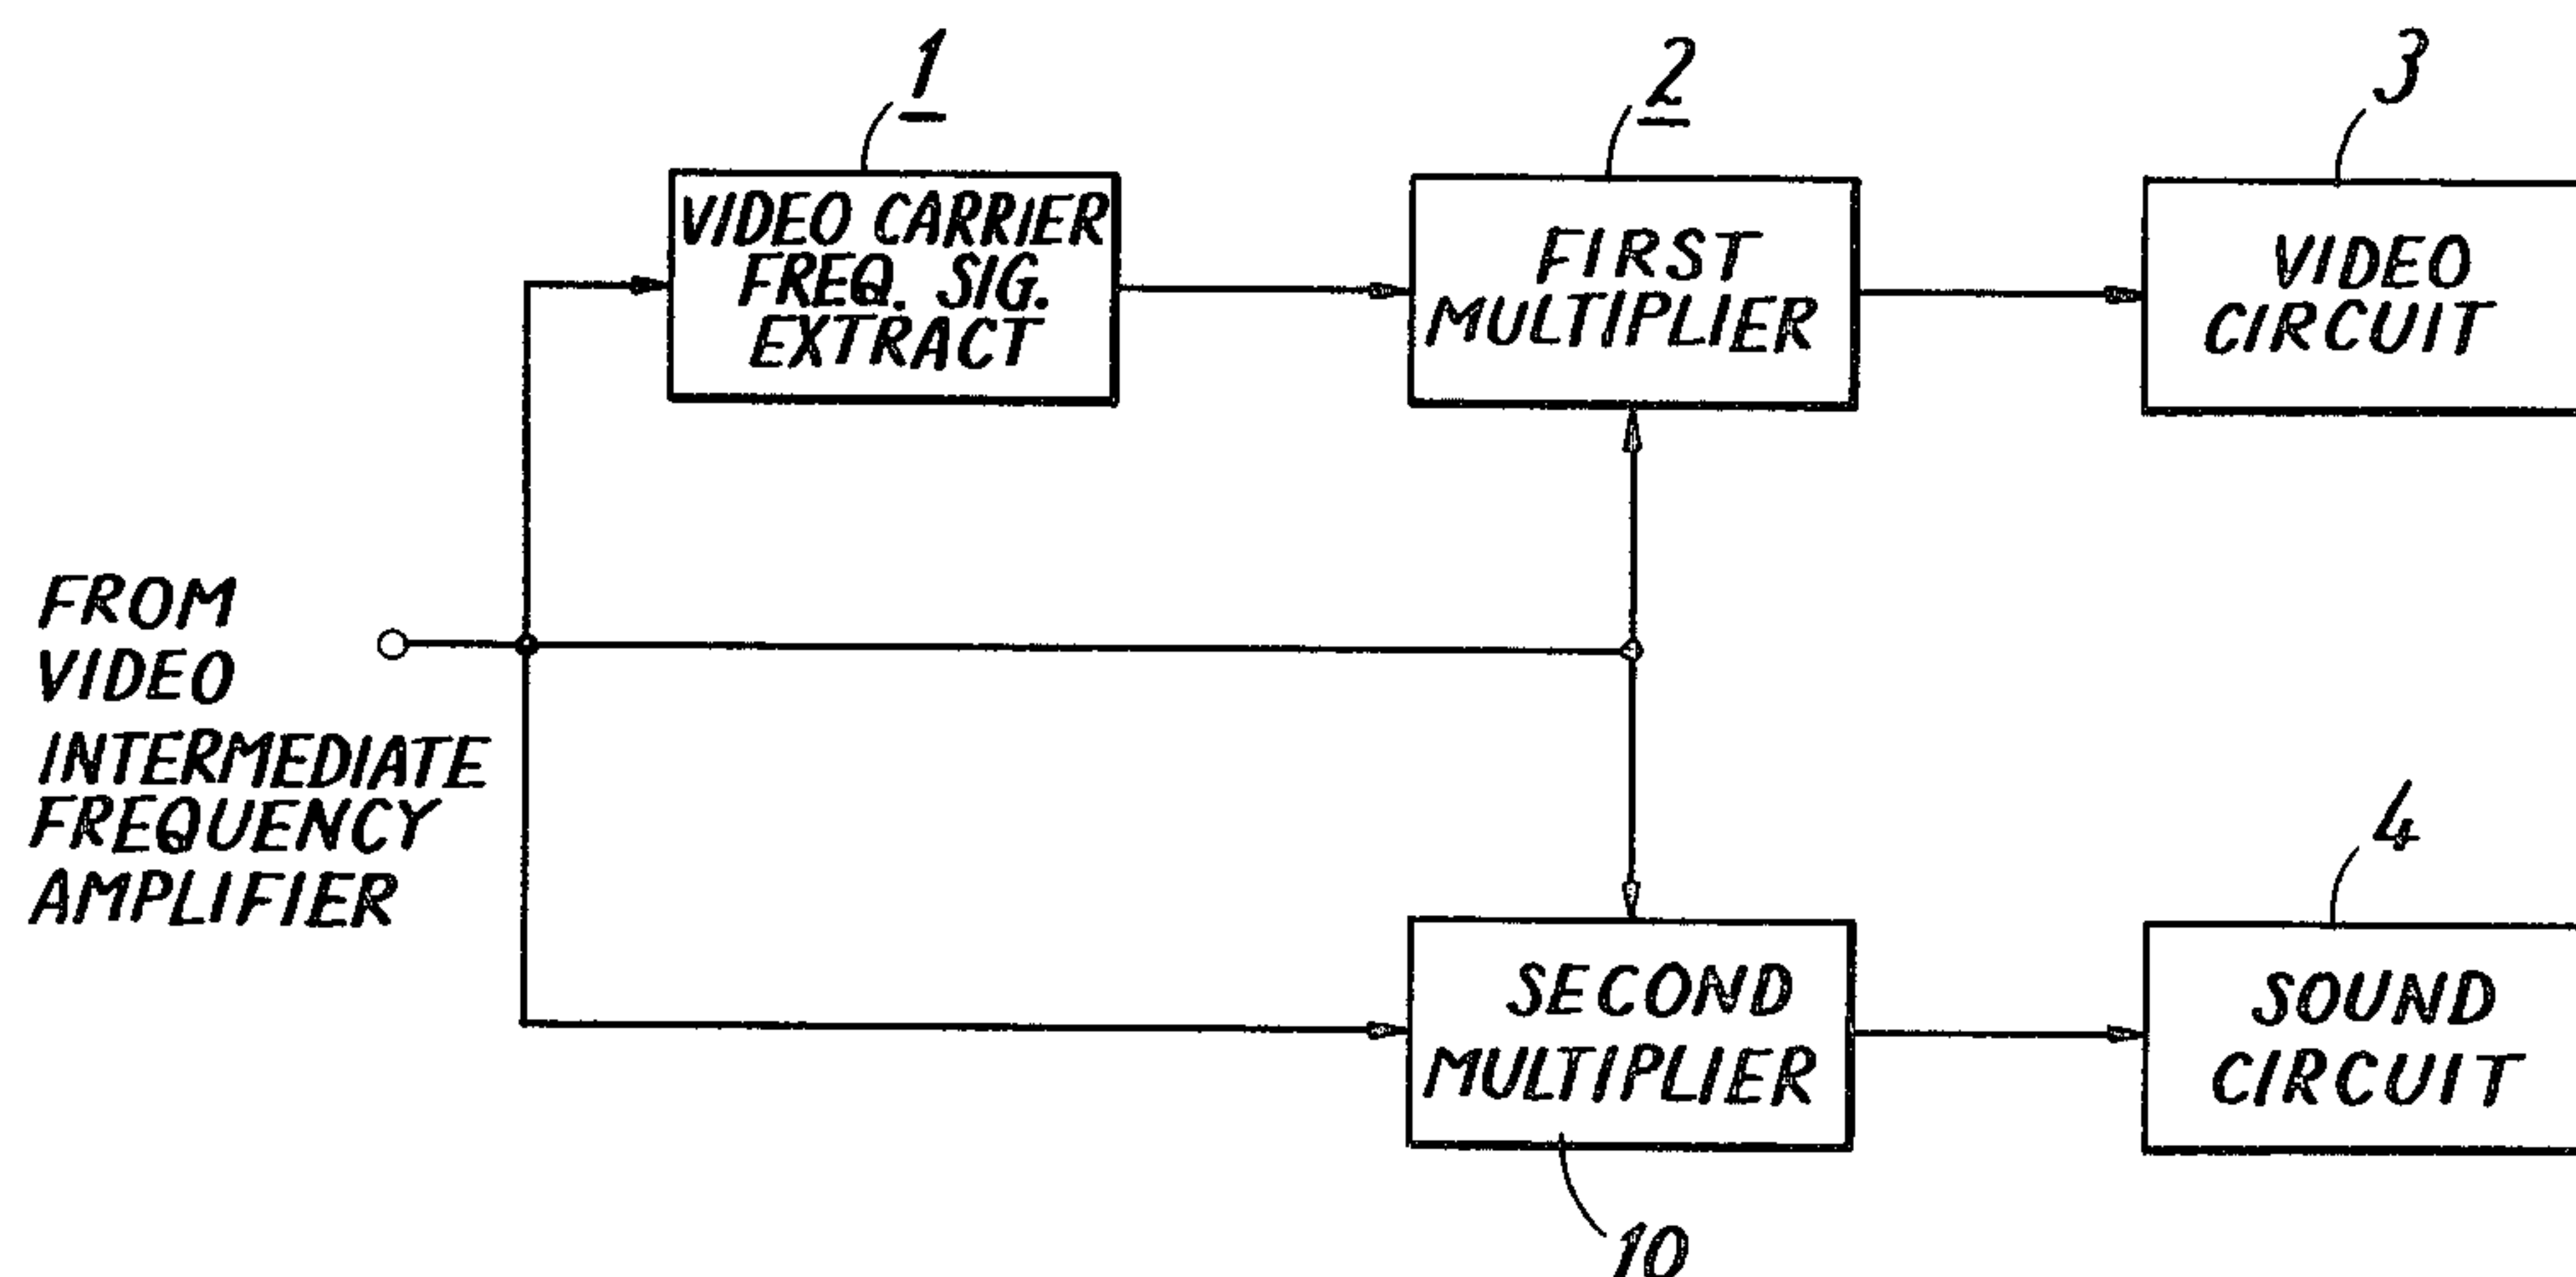 1
2
3
VIDEO CARRIER
FREQ. SIG.
EXTRACT
FIRST
MULTIPLIER
VIDEO
CIRCUIT
FROM
VIDEO
INTERMEDIATE
FREQUENCY
AMPLIFIER
4
SECOND
MULTIPLIER
SOUND
CIRCUIT
10